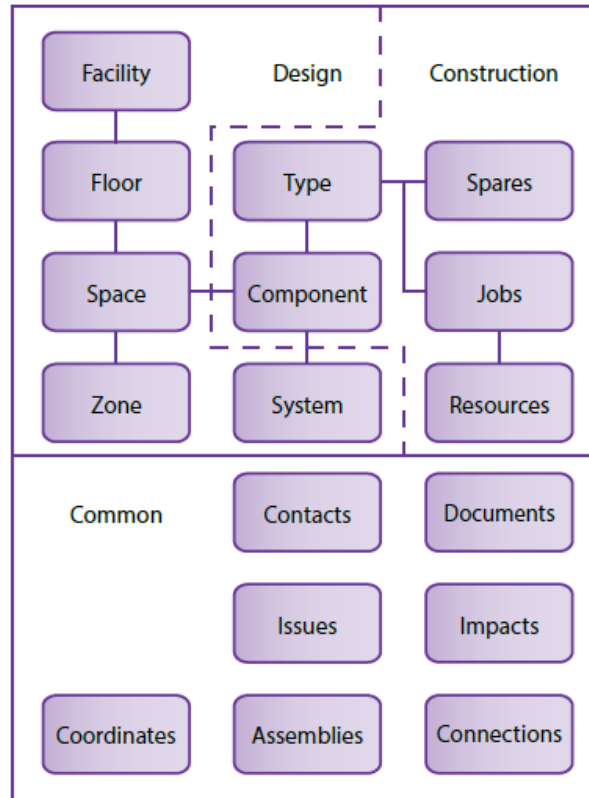 Facility
Design
Construction
Floor
Type
Spares
Space
Component
Jobs
Zone
System
Resources
Common
Contacts
Documents
Issues
Impacts
Coordinates
Assemblies
Connections